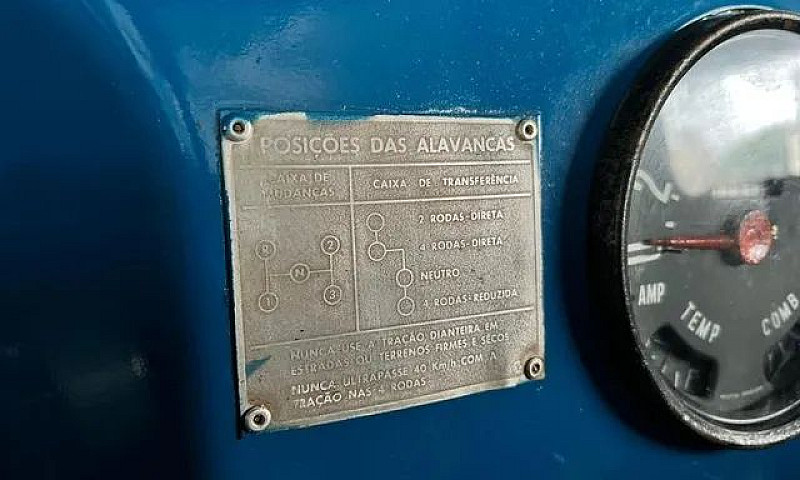 POSIÇÕES DAS ALAVANCAS
CAIXA DE MUDANÇAS
CAIXA DE TRANSFERÊNCIA
R
2
N
1
3
2 RODAS-DIRETA
4 RODAS-DIRETA
NEUTRO
4 RODAS-REDUZIDA
NUNCA USE A TRAÇÃO DIANTEIRA EM
ESTRADAS OU TERRENOS FIRMES E SECOS
NUNCA ULTRAPASSE 40 Km/h COM A
TRAÇÃO NAS 4 RODAS
AMP
TEMP
COMB